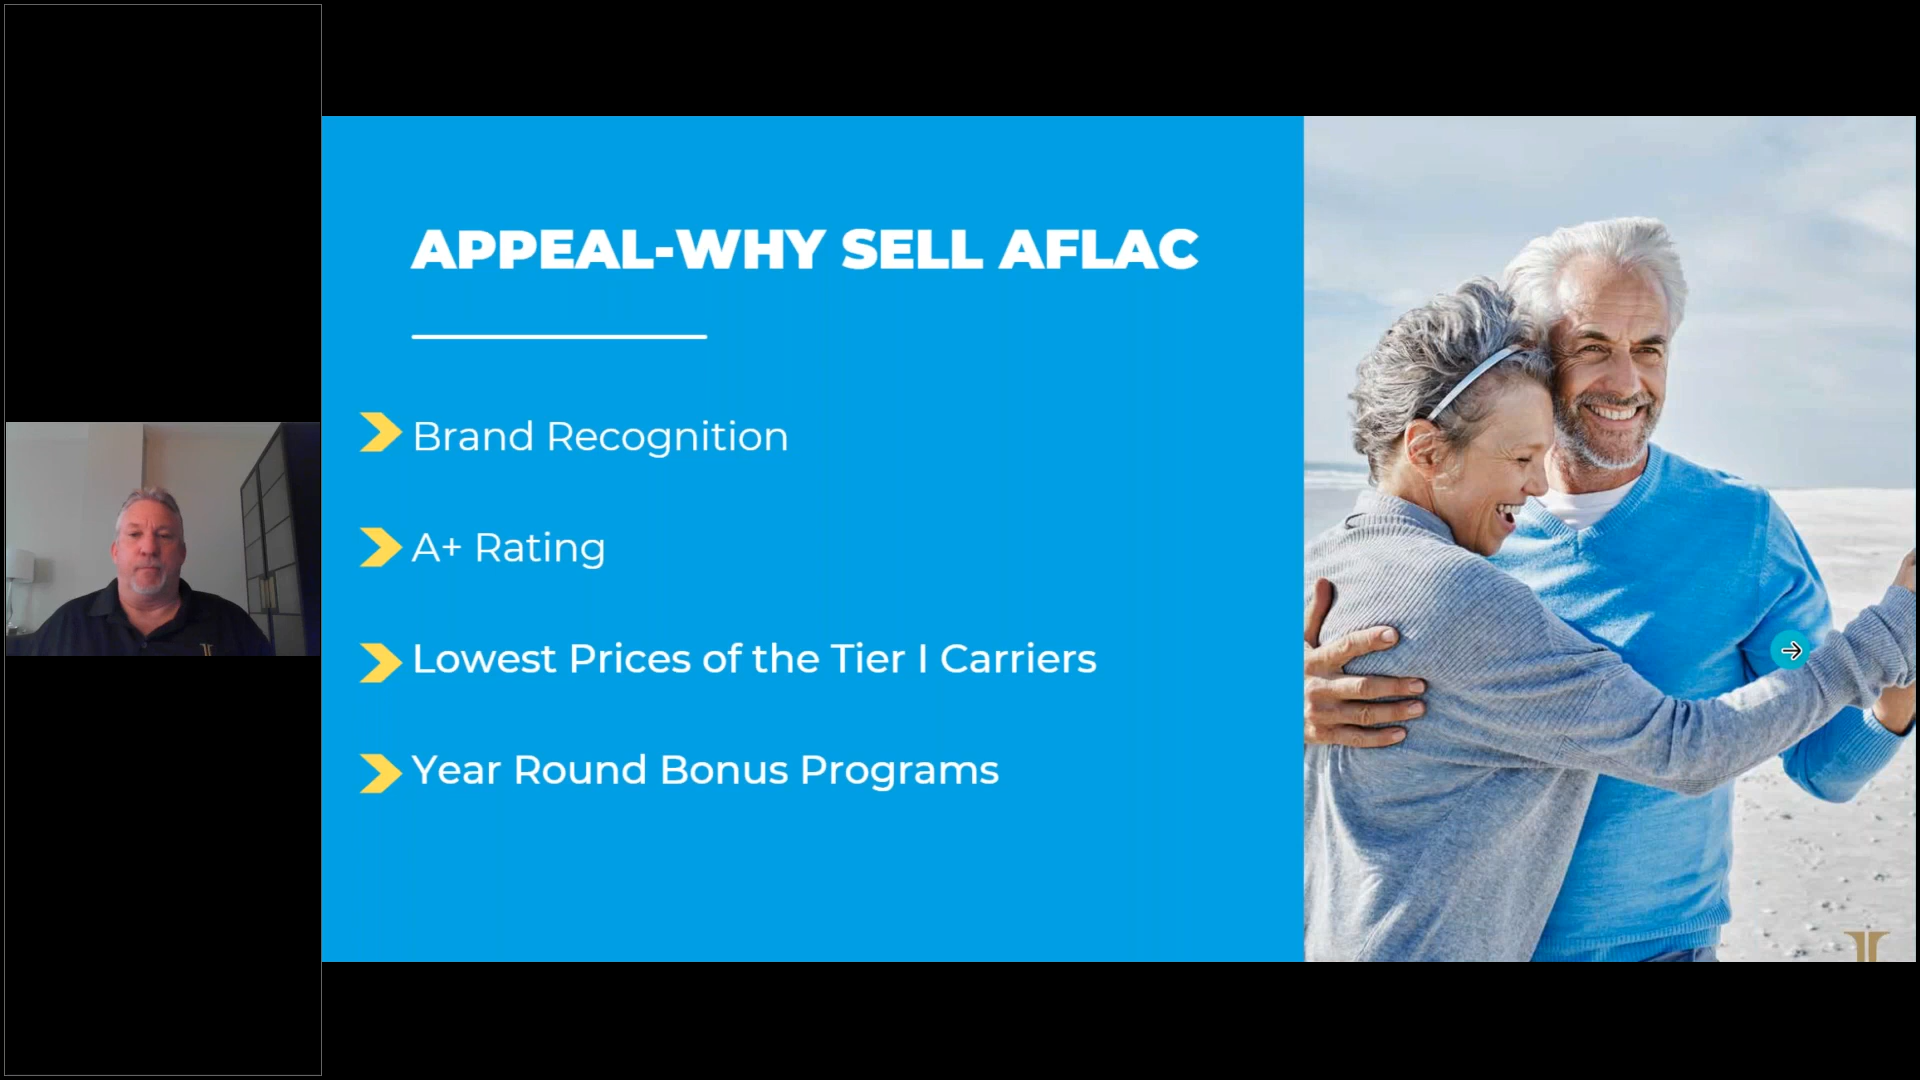 APPEAL-WHY SELL AFLAC
Brand Recognition
A+ Rating
Lowest Prices of the Tier I Carriers
Year Round Bonus Programs